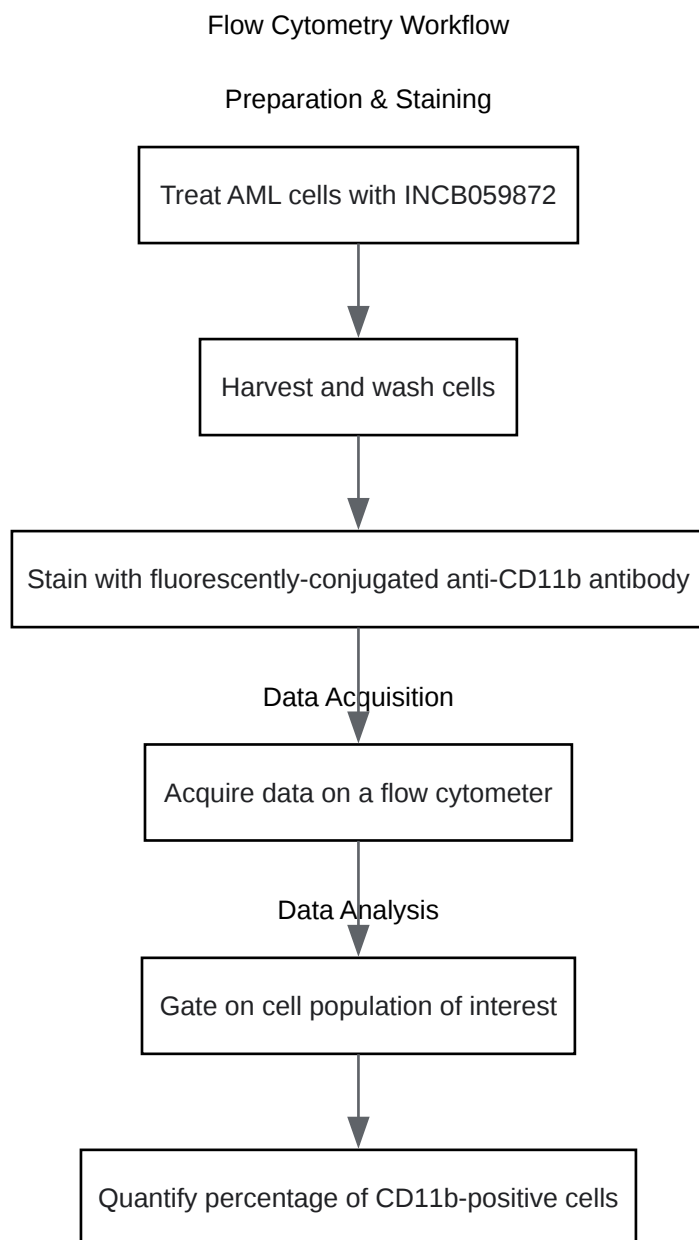 Flow Cytometry Workflow
Preparation & Staining
Treat AML cells with INCB059872
Harvest and wash cells
Stain with fluorescently-conjugated anti-CD11b antibody
Data Acquisition
Acquire data on a flow cytometer
Data Analysis
Gate on cell population of interest
Quantify percentage of CD11b-positive cells